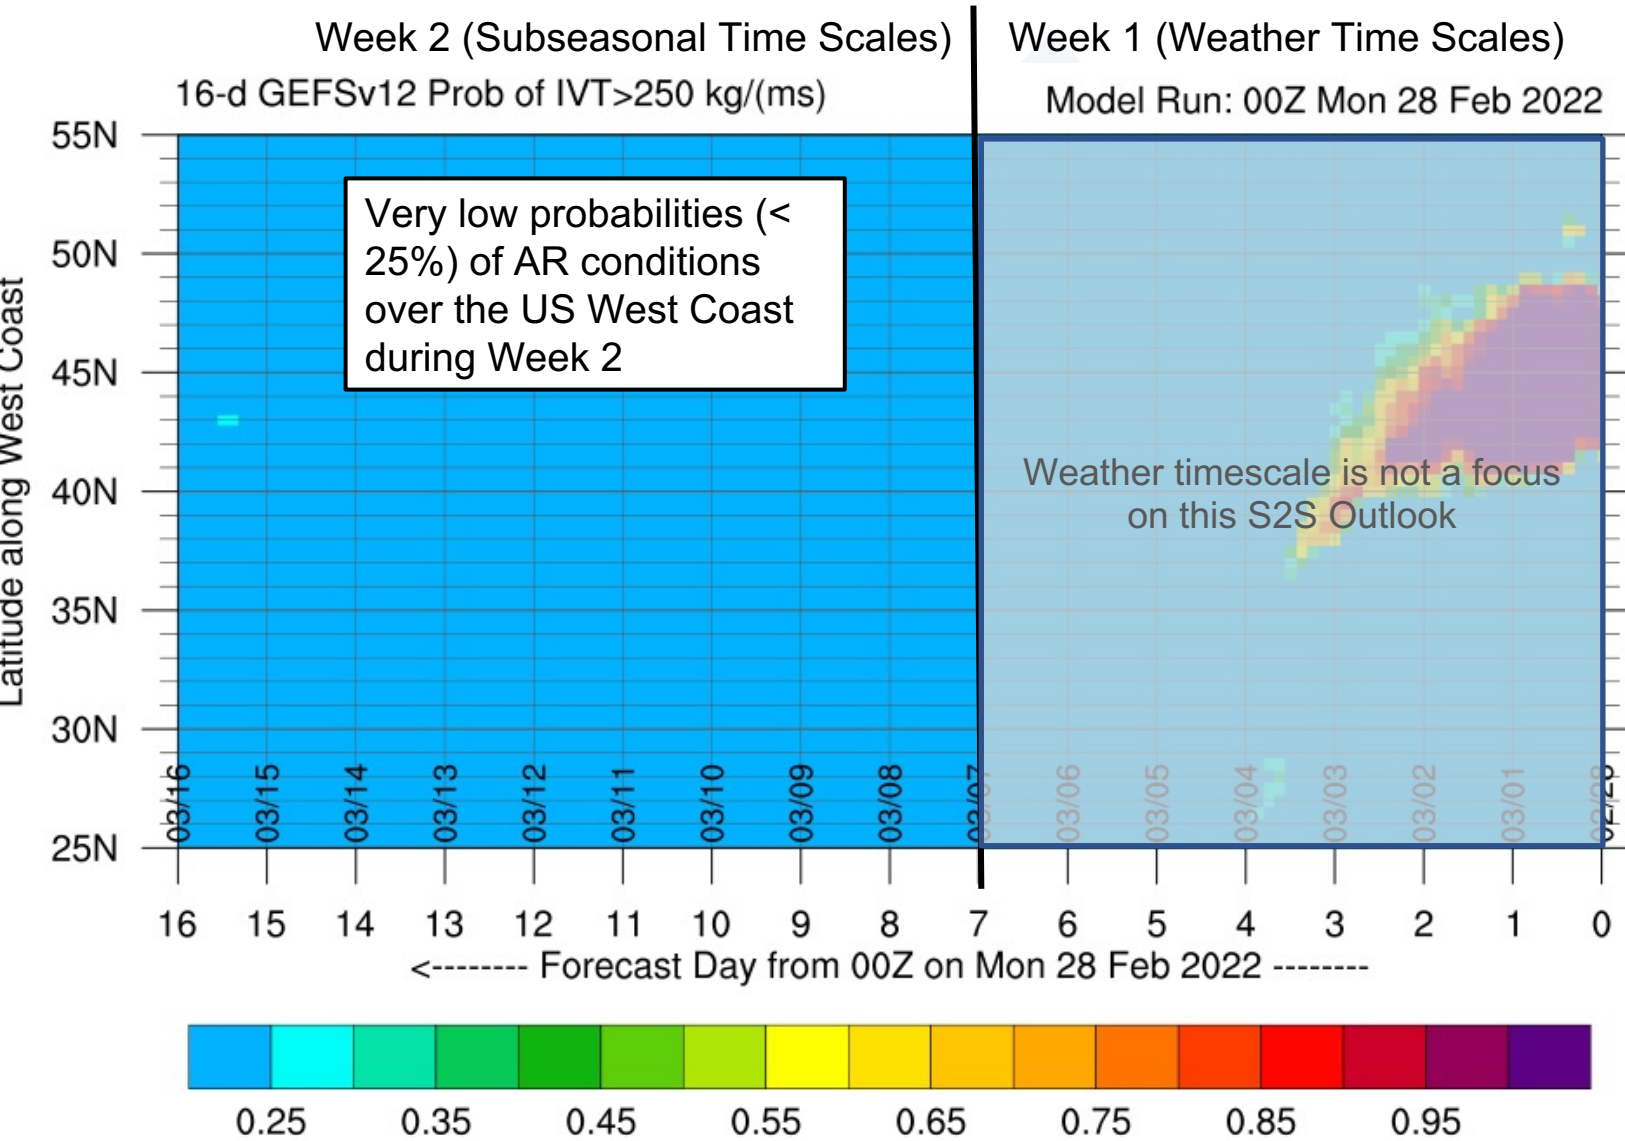 Week 2 (Subseasonal Time Scales)
Week 1 (Weather Time Scales)
16-d GEFSv12 Prob of IVT>250 kg/(ms)
Model Run: 00Z Mon 28 Feb 2022
55N
50N
45N
40N
35N
30N
25N
Latitude along West Coast
Very low probabilities (<
25%) of AR conditions
over the US West Coast
during Week 2
Weather timescale is not a focus
on this S2S Outlook
03/16
03/15
03/14
03/13
03/12
03/11
03/10
03/09
03/08
03/07
03/06
03/05
03/04
03/03
03/02
03/01
02/28
16
15
14
13
12
11
10
9
8
7
6
5
4
3
2
1
0
<-------- Forecast Day from 00Z on Mon 28 Feb 2022 --------
0.25
0.35
0.45
0.55
0.65
0.75
0.85
0.95